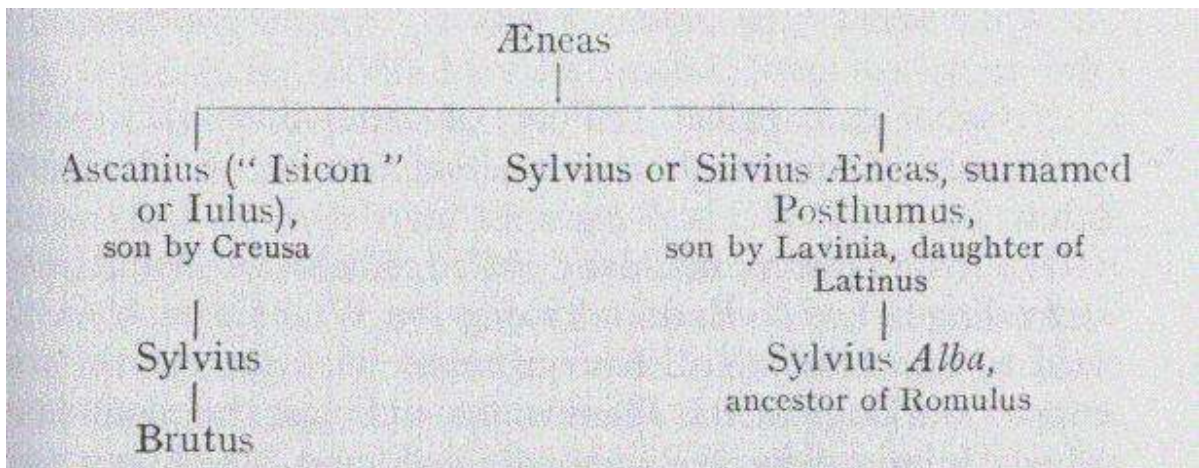 Æneas
Ascanius (“ Isicon ”
or Iulus),
son by Creusa
Sylvius
Brutus
Sylvius or Silvius Æneas, surnamed
Posthumus,
son by Lavinia, daughter of
Latinus
Sylvius Alba,
ancestor of Romulus